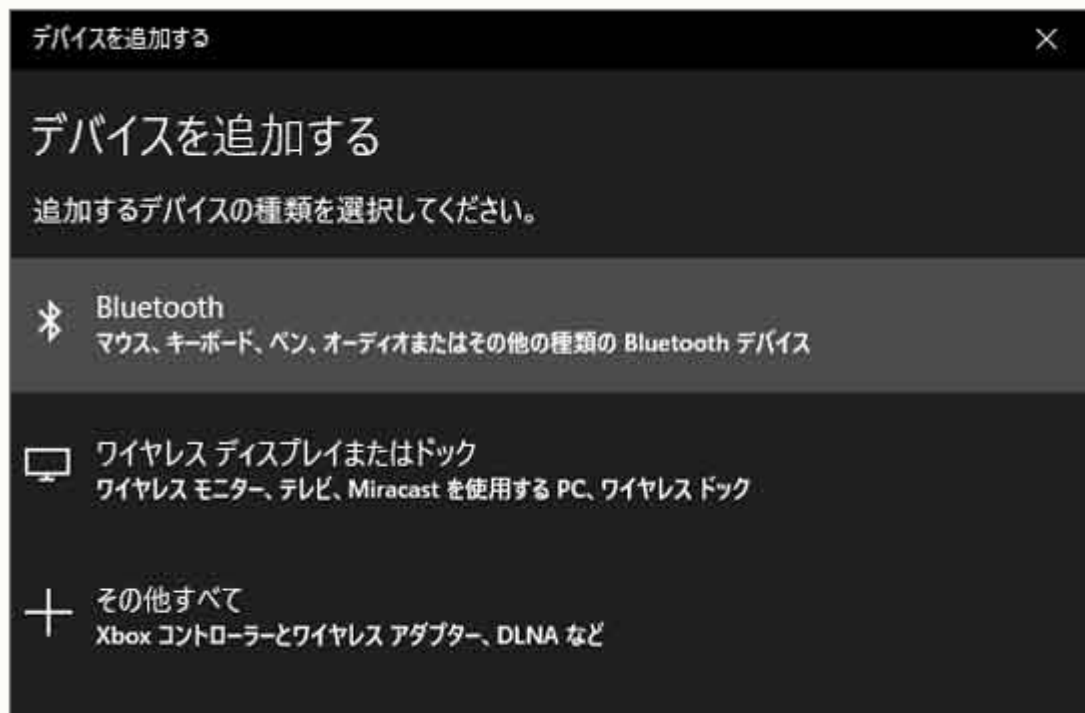 デバイスを追加する
デバイスを追加する
追加するデバイスの種類を選択してください。
Bluetooth
マウス、キーボード、ペン、オーディオまたはその他の種類の Bluetooth デバイス
ワイヤレス ディスプレイまたはドック
ワイヤレス モニター、テレビ、Miracast を使用する PC、ワイヤレス ドック
その他すべて
Xbox コントローラーとワイヤレス アダプター、DLNA など